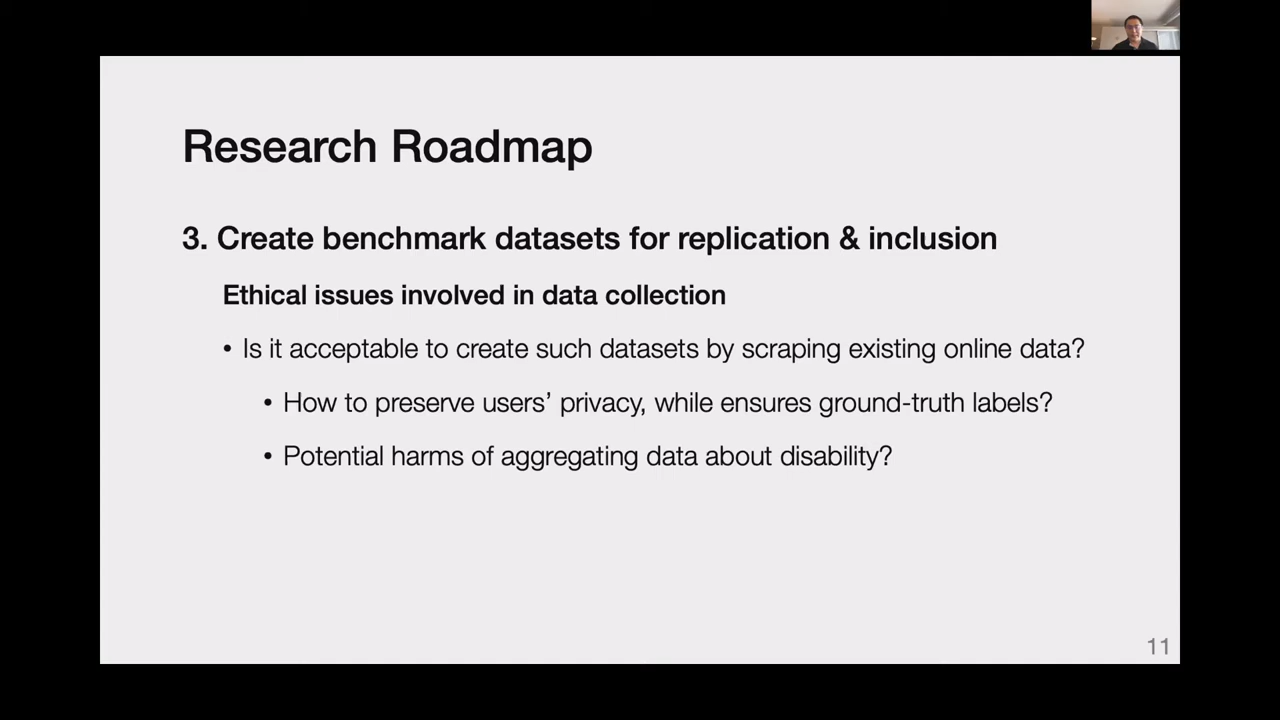 Research Roadmap
3. Create benchmark datasets for replication & inclusion
Ethical issues involved in data collection
• Is it acceptable to create such datasets by scraping existing online data?
• How to preserve users’ privacy, while ensures ground-truth labels?
• Potential harms of aggregating data about disability?
11